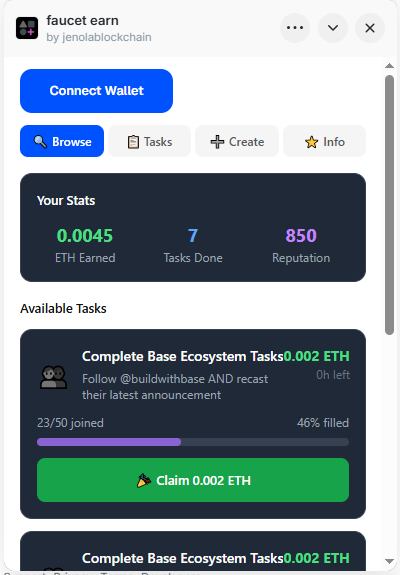 faucet earn
by jenolablockchain
Connect Wallet
Browse
Tasks
Create
Info
Your Stats
0.0045
7
850
ETH Earned
Tasks Done
Reputation
Available Tasks
Complete Base Ecosystem Tasks
0.002 ETH
Follow @buildwithbase AND recast
their latest announcement
0h left
23/50 joined
46% filled
Claim 0.002 ETH
Complete Base Ecosystem Tasks
0.002 ETH